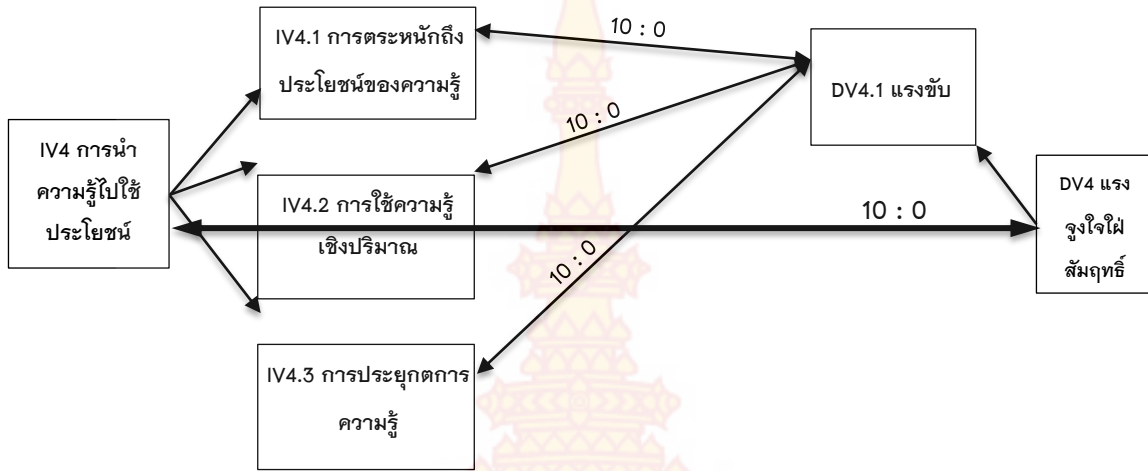 IV4.1 การตระหนักถึง
ประโยชน์ของความรู้
10 : 0
DV4.1 แรงขับ
10 : 0
IV4 การนำ
ความรู้ไปใช้
ประโยชน์
IV4.2 การใช้ความรู้
เชิงปริมาณ
10 : 0
DV4 แรง
จูงใจใฝ่
สัมฤทธิ์
10 : 0
IV4.3 การประยุกตการ
ความรู้